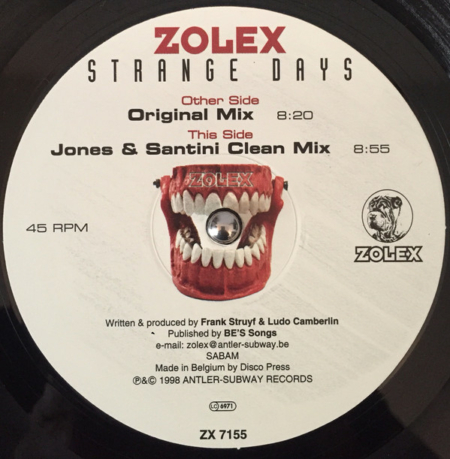 ZOLEX
STRANGE DAYS
Other Side
Original Mix 8:20
This Side
Jones & Santini Clean Mix 8:55
ZOLEX
45 RPM
ZOLEX
Written & produced by Frank Struyf & Ludo Camberlin
Published by BE'S Songs
e-mail: zolex@antler-subway.be
SABAM
Made in Belgium by Disco Press
℗&© 1998 ANTLER-SUBWAY RECORDS
LC 6971
ZX 7155